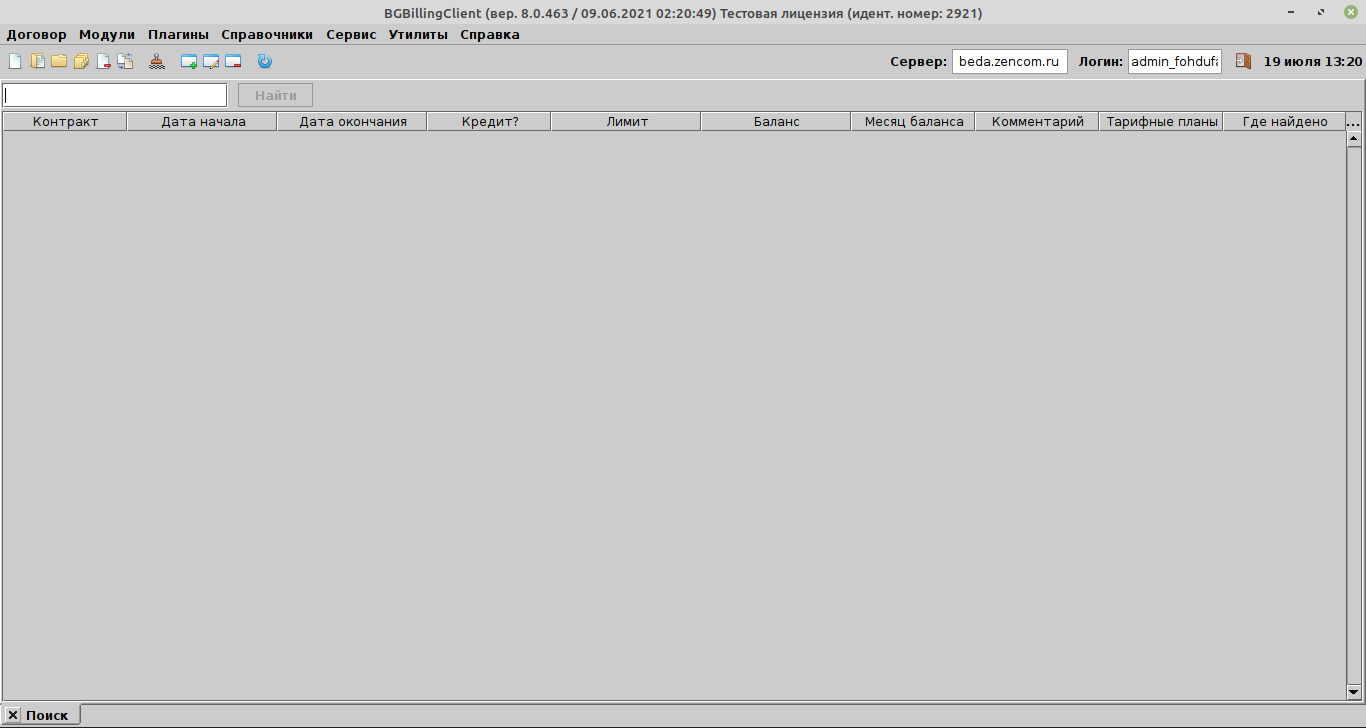 BGBillingClient (вер. 8.0.463 / 09.06.2021 02:20:49) Тестовая лицензия (идент. номер: 2921)
Договор Модули Плагины Справочники Сервис Утилиты Справка
Сервер: beda.zencom.ru Логин: admin_fohdufa 19 июля 13:20
Найти
Контракт Дата начала Дата окончания Кредит? Лимит Баланс Месяц баланса Комментарий Тарифные планы Где найдено ...
Поиск